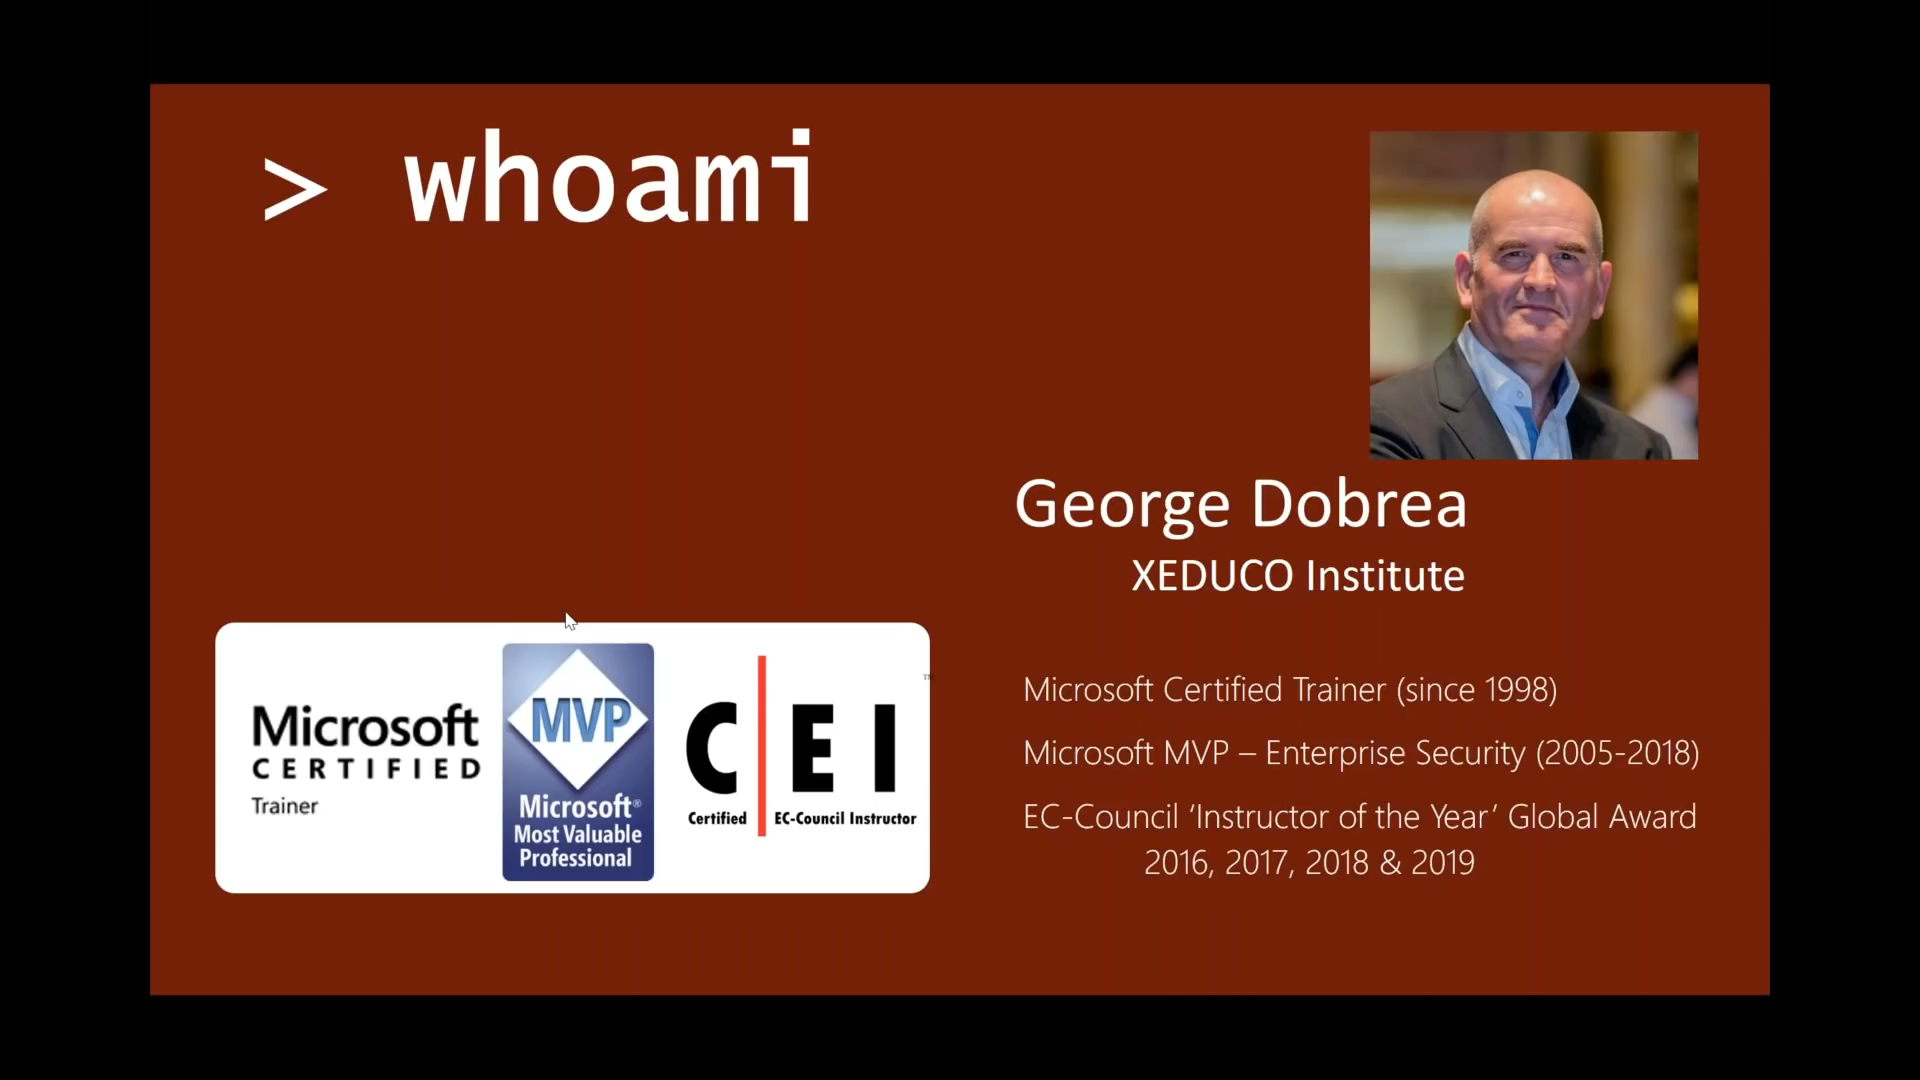 > whoami
George Dobrea
XEDUCO Institute
Microsoft
CERTIFIED
Trainer
MVP
Microsoft®
Most Valuable
Professional
C E I
Certified EC-Council Instructor
™
Microsoft Certified Trainer (since 1998)
Microsoft MVP – Enterprise Security (2005-2018)
EC-Council ‘Instructor of the Year’ Global Award
2016, 2017, 2018 & 2019